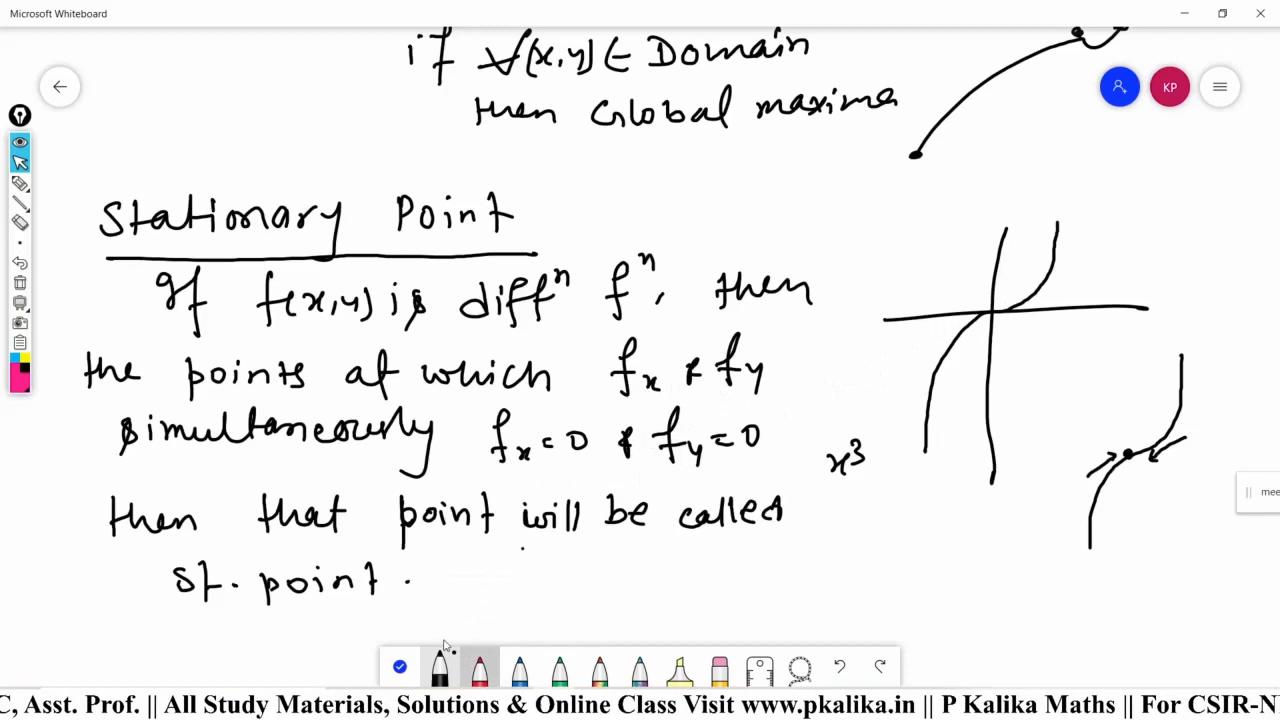 Microsoft Whiteboard
if ∀(x,y) ∈ Domain
then Global maxima
KP
Stationary Point
If f(x,y) is diffⁿ fⁿ, then
the points at which fx & fy
simultaneously fx = 0 & fy = 0
x³
then that point will be called
st. point.
mee
C, Asst. Prof. || All Study Materials, Solutions & Online Class Visit www.pkalika.in || P Kalika Maths || For CSIR-N